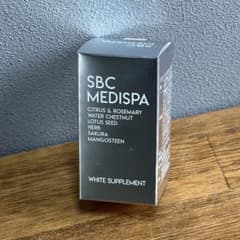 SBC
MEDISPA
CITRUS & ROSEMARY
WATER CHESTNUT
LOTUS SEED
HERB
SAKURA
MANGOSTEEN
WHITE SUPPLEMENT